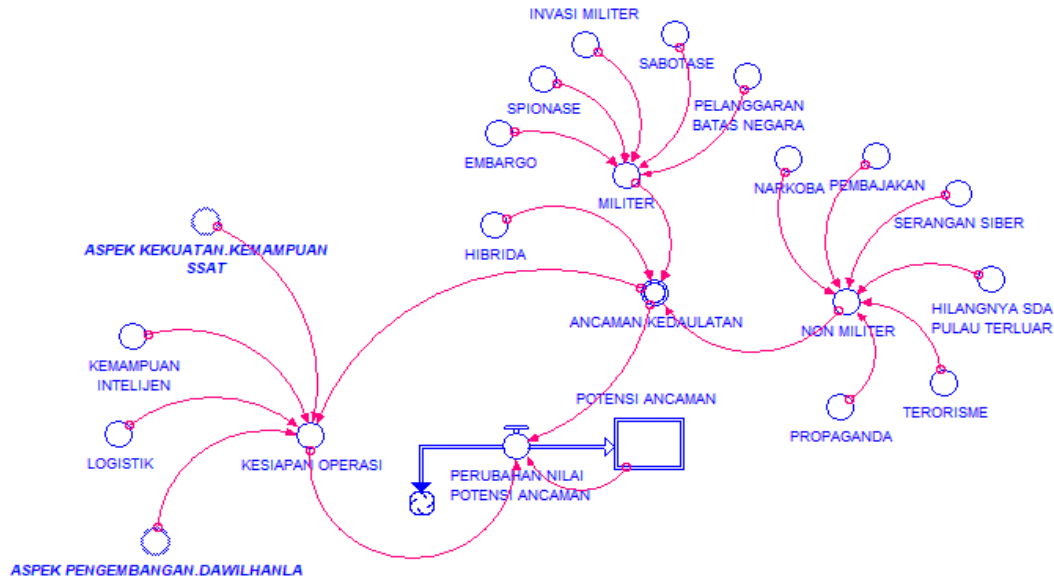 INVASI MILITER
SABOTASE
SPIONASE
PELANGGARAN
BATAS NEGARA
EMBARGO
MILITER
NARKOBA
PEMBAJAKAN
SERANGAN SIBER
ASPEK KEKUATAN.KEMAMPUAN
SSAT
HIBRIDA
HILANGNYA SDA
PULAU TERLUAR
ANCAMAN KEDAULATAN
NON MILITER
KEMAMPUAN
INTELIJEN
POTENSI ANCAMAN
TERORISME
PROPAGANDA
LOGISTIK
KESIAPAN OPERASI
PERUBAHAN NILAI
POTENSI ANCAMAN
ASPEK PENGEMBANGAN.DAWILHANLA